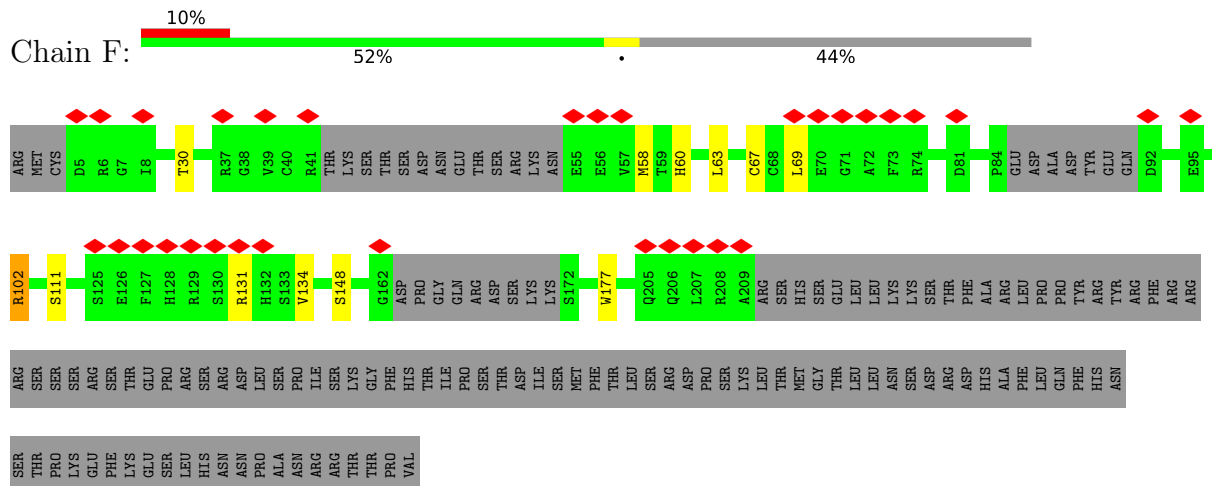 10%
Chain F:
52% • 44%
ARG MET CYS D5 R6 G7 I8 T30 R37 G38 V39 C40 R41 THR LYS SER THR SER ASP ASN GLU THR SER ARG LYS ASN E55 E56 V57 M58 T59 H60 L63 C67 C68 L69 E70 G71 A72 F73 R74 D81 P84 GLU ASP ALA ASP TYR GLU GLN D92 E95
R102 S111 S125 E126 F127 H128 R129 S130 R131 H132 S133 V134 S148 G162 ASP PRO GLY GLN ARG ASP SER LYS LYS S172 W177 Q205 Q206 L207 R208 A209 ARG SER HIS SER GLU LEU LEU LYS LYS SER THR PHE ALA ARG LEU PRO PRO TYR ARG TYR ARG PHE ARG ARG
ARG SER SER SER SER ARG SER THR GLU PRO ARG SER ARG ASP LEU SER PRO ILE SER LYS GLY PHE HIS THR ILE PRO SER THR ASP ILE SER MET PHE THR LEU SER ARG ASP PRO SER LYS LEU THR MET GLY THR LEU LEU ASN SER ASP ARG ASP HIS ALA PHE LEU GLN PHE HIS ASN
SER THR PRO LYS GLU PHE LYS GLU SER LEU HIS ASN ASN PRO ALA ASN ARG ARG THR THR PRO VAL